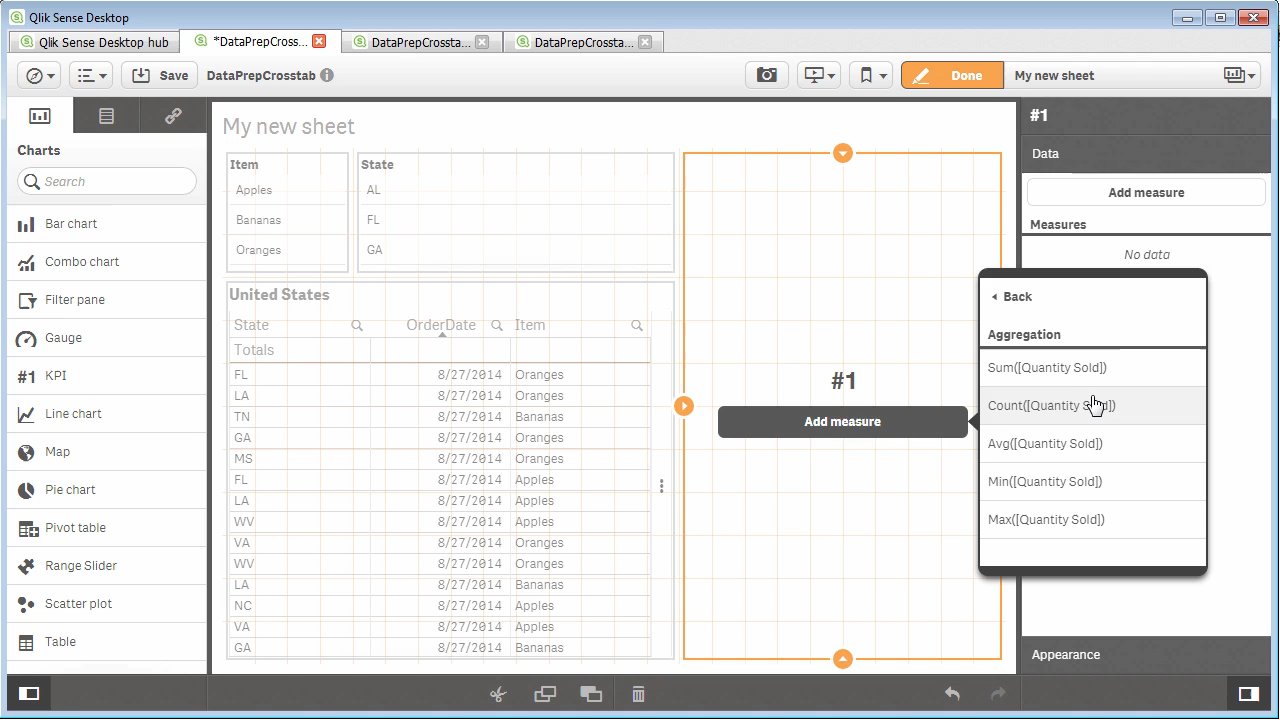 Qlik Sense Desktop
Qlik Sense Desktop hub
*DataPrepCross...
DataPrepCrossta...
DataPrepCrossta...
Save
DataPrepCrosstab
Done
My new sheet
Charts
Search
Bar chart
Combo chart
Filter pane
Gauge
#1 KPI
Line chart
Map
Pie chart
Pivot table
Range Slider
Scatter plot
Table
My new sheet
Item
Apples
Bananas
Oranges
State
AL
FL
GA
United States
State OrderDate Item
Totals
FL 8/27/2014 Oranges
LA 8/27/2014 Oranges
TN 8/27/2014 Bananas
GA 8/27/2014 Oranges
MS 8/27/2014 Oranges
FL 8/27/2014 Apples
LA 8/27/2014 Apples
WV 8/27/2014 Apples
VA 8/27/2014 Oranges
WV 8/27/2014 Oranges
LA 8/27/2014 Bananas
NC 8/27/2014 Apples
VA 8/27/2014 Apples
GA 8/27/2014 Bananas
#1
Add measure
#1
Data
Add measure
Measures
No data
Back
Aggregation
Sum([Quantity Sold])
Count([Quantity Sold])
Avg([Quantity Sold])
Min([Quantity Sold])
Max([Quantity Sold])
Appearance